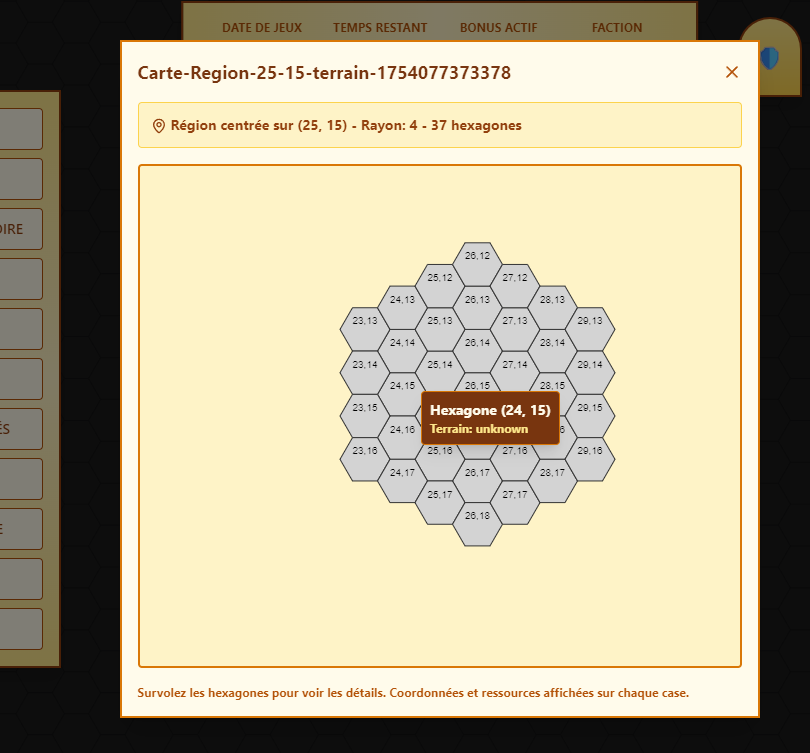 DATE DE JEUX TEMPS RESTANT BONUS ACTIF FACTION
OIRE
ÉS
E
Carte-Region-25-15-terrain-1754077373378
Région centrée sur (25, 15) - Rayon: 4 - 37 hexagones
26,12
25,12 27,12
24,13 26,13 28,13
23,13 25,13 27,13 29,13
24,14 26,14 28,14
23,14 25,14 27,14 29,14
24,15 26,15 28,15
23,15 29,15
Hexagone (24, 15)
Terrain: unknown
24,16 6
23,16 25,16 27,16 29,16
24,17 26,17 28,17
25,17 27,17
26,18
Survolez les hexagones pour voir les détails. Coordonnées et ressources affichées sur chaque case.